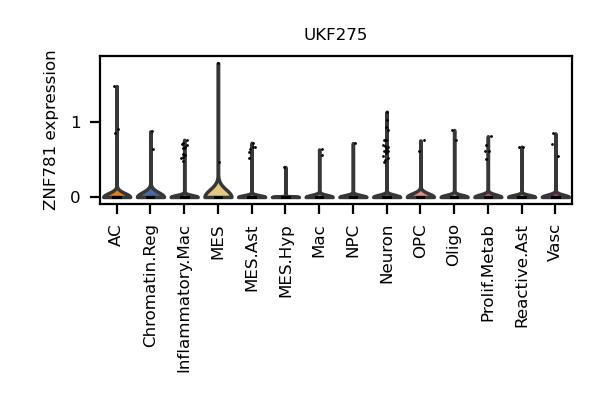 UKF275
ZNF781 expression
1
0
AC
Chromatin.Reg
Inflammatory.Mac
MES
MES.Ast
MES.Hyp
Mac
NPC
Neuron
OPC
Oligo
Prolif.Metab
Reactive.Ast
Vasc